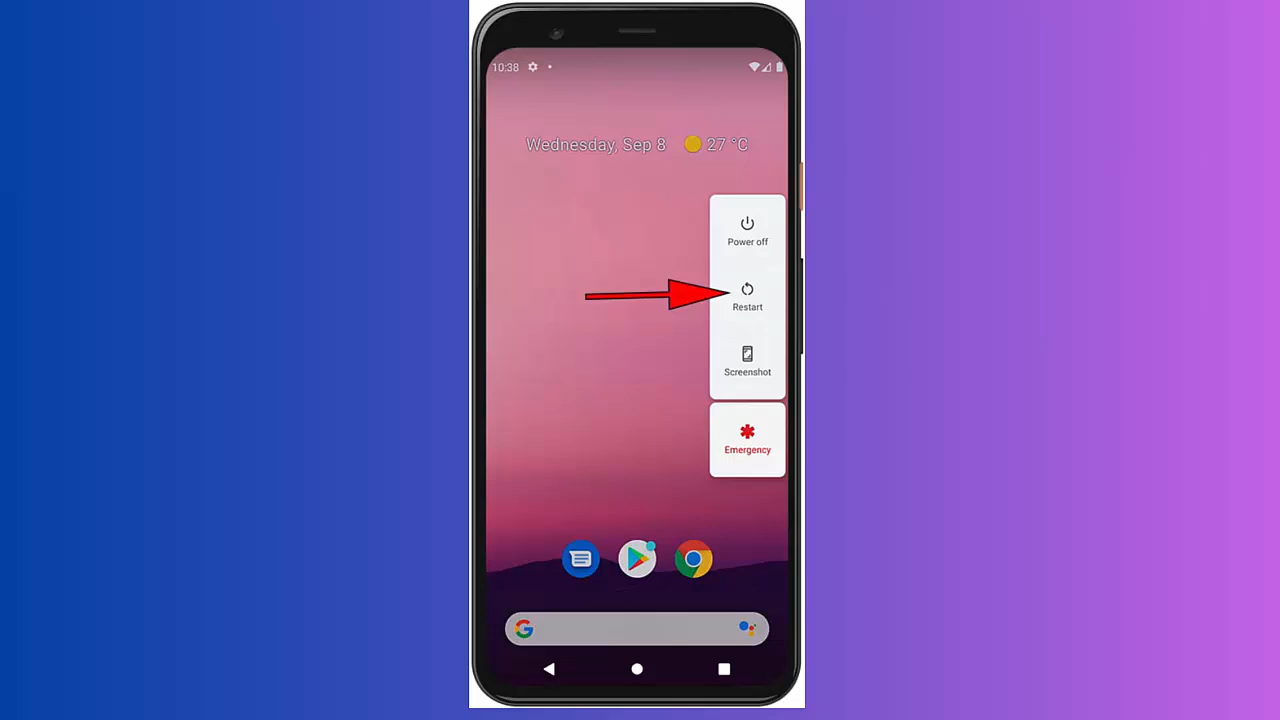 10:38
Wednesday, Sep 8 27 °C
Power off
Restart
Screenshot
Emergency